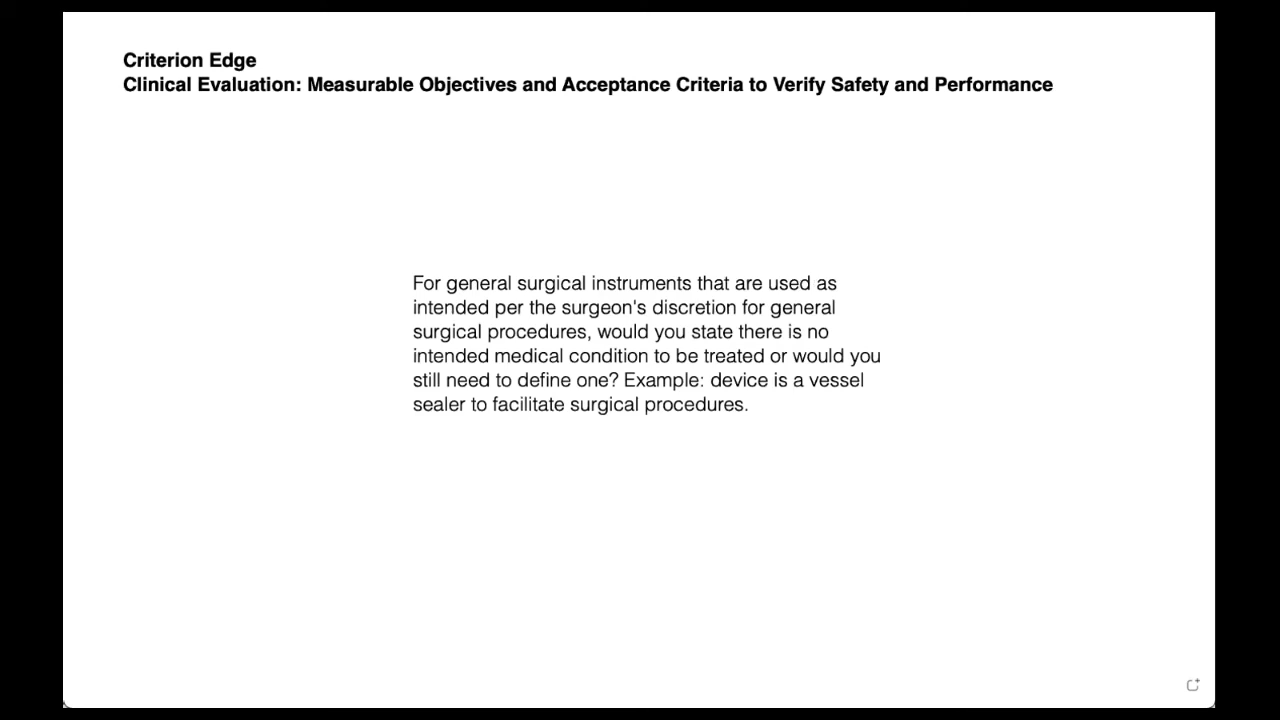 Criterion Edge
Clinical Evaluation: Measurable Objectives and Acceptance Criteria to Verify Safety and Performance
For general surgical instruments that are used as
intended per the surgeon's discretion for general
surgical procedures, would you state there is no
intended medical condition to be treated or would you
still need to define one? Example: device is a vessel
sealer to facilitate surgical procedures.